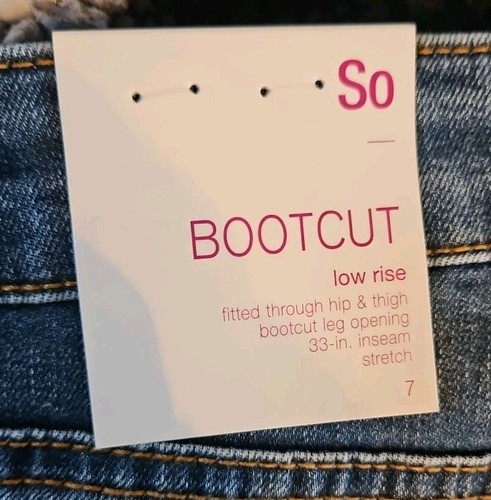 So
BOOTCUT
low rise
fitted through hip & thigh
bootcut leg opening
33-in. inseam
stretch
7